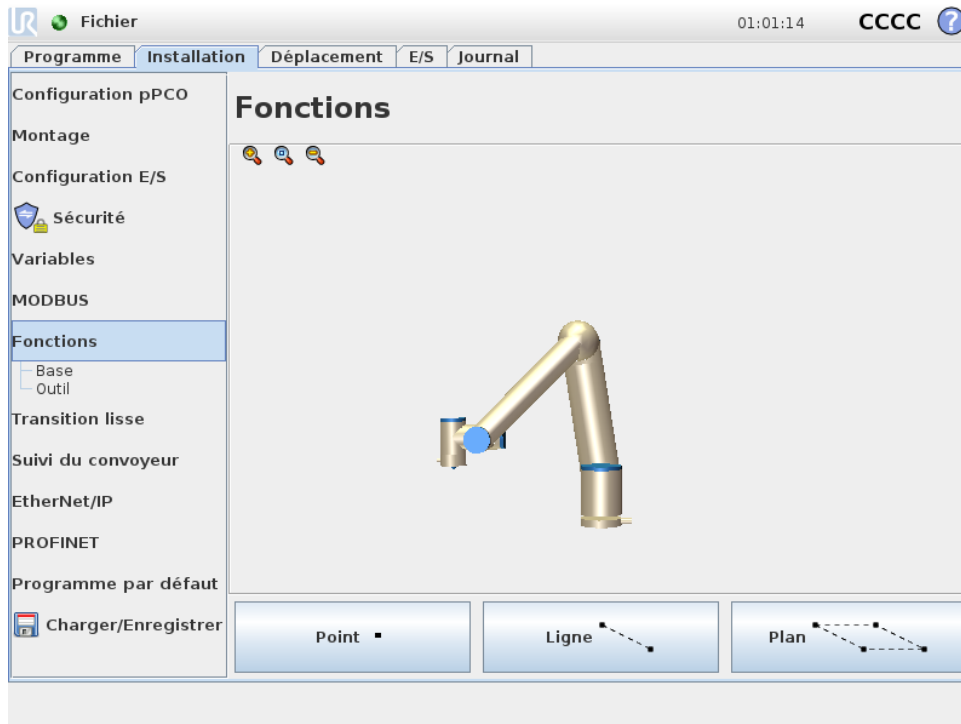 UR Fichier 01:01:14 CCCC ?
Programme Installation Déplacement E/S Journal
Configuration pPCO
Montage
Configuration E/S
Sécurité
Variables
MODBUS
Fonctions
Base
Outil
Transition lisse
Suivi du convoyeur
EtherNet/IP
PROFINET
Programme par défaut
Charger/Enregistrer
Fonctions
Point
Ligne
Plan